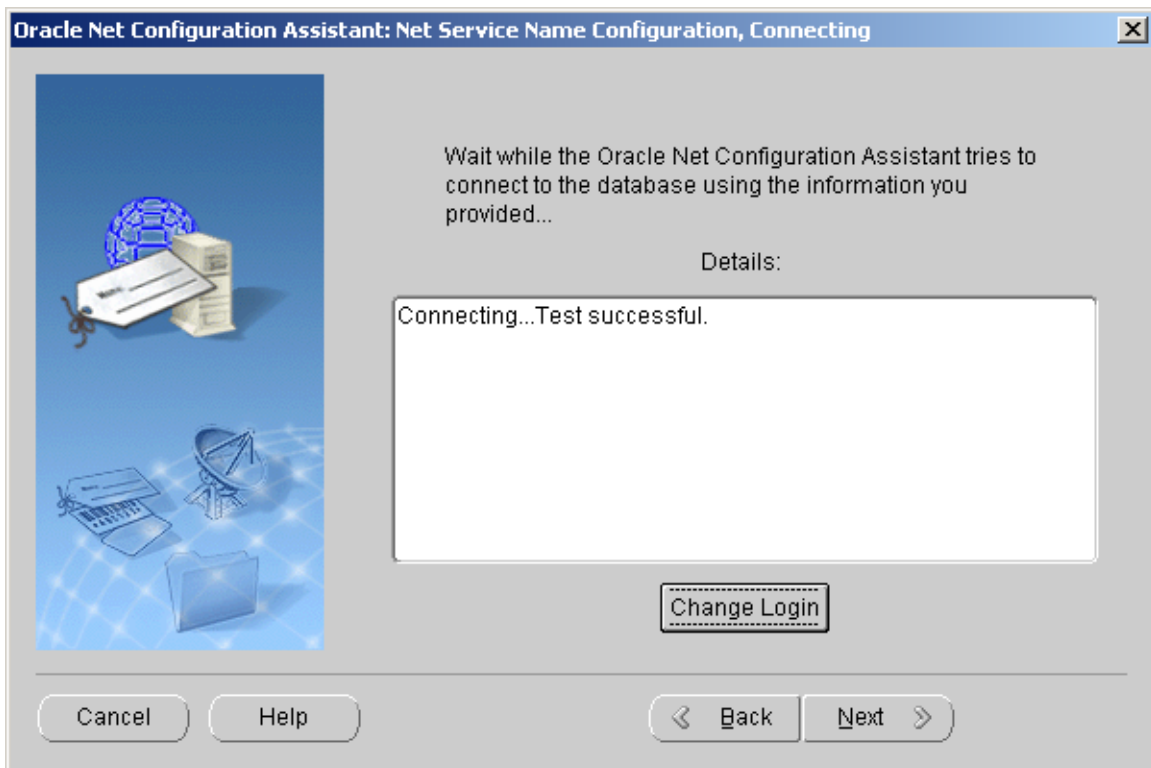 Oracle Net Configuration Assistant: Net Service Name Configuration, Connecting
Wait while the Oracle Net Configuration Assistant tries to
connect to the database using the information you
provided...
Details:
Connecting...Test successful.
Change Login
Cancel
Help
Back
Next